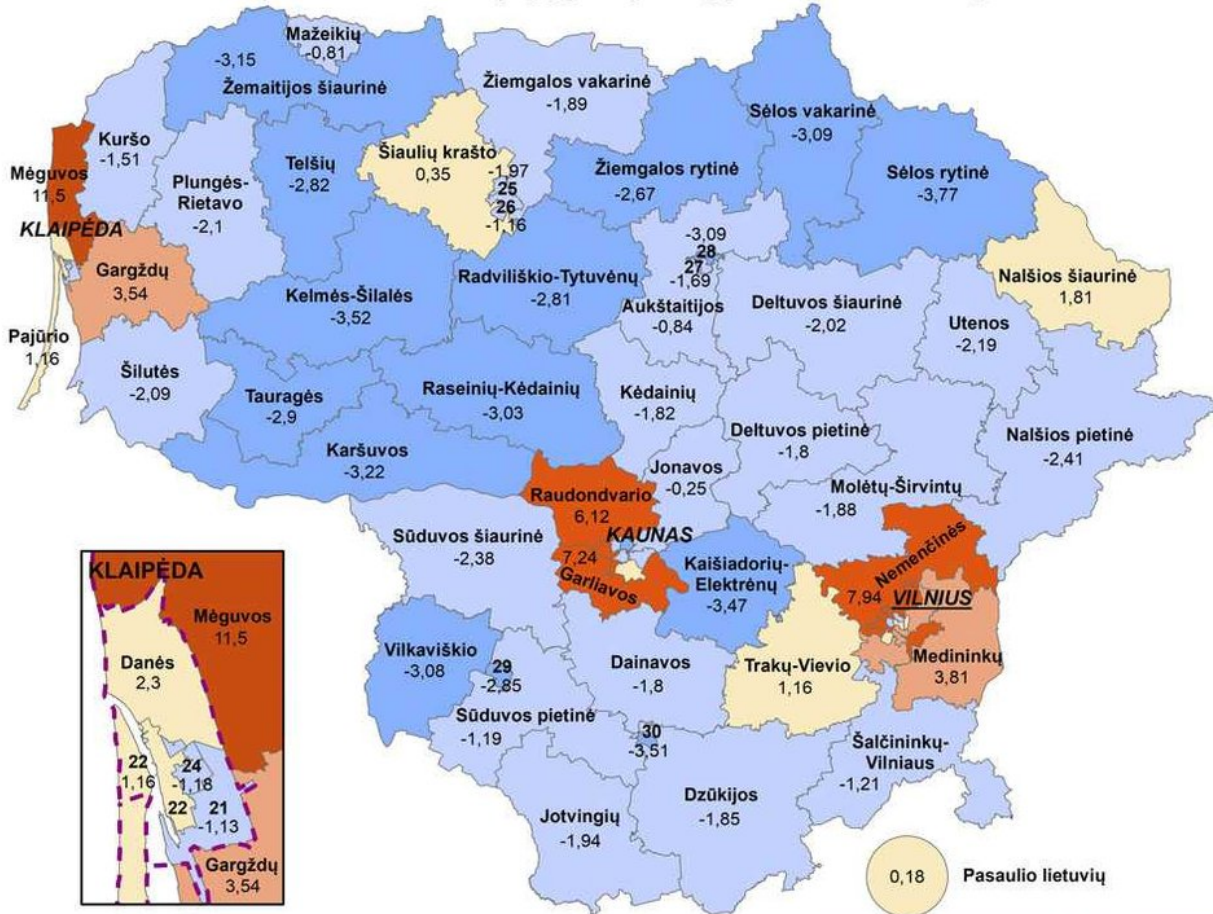 Mažeikių
-0,81
-3,15
Žemaitijos šiaurinė
Žiemgalos vakarinė
-1,89
Kuršo
-1,51
Sėlos vakarinė
-3,09
Mėguvos
11,5
Plungės-
Rietavo
-2,1
Telšių
-2,82
Šiaulių krašto
0,35
-1,97
25
26
-1,16
Žiemgalos rytinė
-2,67
Sėlos rytinė
-3,77
KLAIPĖDA
Gargždų
3,54
Kelmės-Šilalės
-3,52
Radviliškio-Tytuvėnų
-2,81
-3,09
28
27
-1,69
Aukštaitijos
-0,84
Deltuvos šiaurinė
-2,02
Utenos
-2,19
Nalšios šiaurinė
1,81
Pajūrio
1,16
Šilutės
-2,09
Tauragės
-2,9
Raseinių-Kėdainių
-3,03
Kėdainių
-1,82
Karšuvos
-3,22
Deltuvos pietinė
-1,8
Nalšios pietinė
-2,41
Jonavos
-0,25
Molėtų-Širvintų
-1,88
Raudondvario
6,12
KAUNAS
Sūduvos šiaurinė
-2,38
7,24
Garliavos
Kaišiadorių-
Elektrėnų
-3,47
Nemenčinės
7,94
VILNIUS
Medininkų
3,81
Vilkaviškio
-3,08
29
-2,85
Dainavos
-1,8
Trakų-Vievio
1,16
Sūduvos pietinė
-1,19
30
-3,51
Šalčininkų-
Vilniaus
-1,21
Jotvingių
-1,94
Dzūkijos
-1,85
0,18
Pasaulio lietuvių
KLAIPĖDA
Mėguvos
11,5
Danės
2,3
22
1,16
24
-1,18
22
21
-1,13
Gargždų
3,54